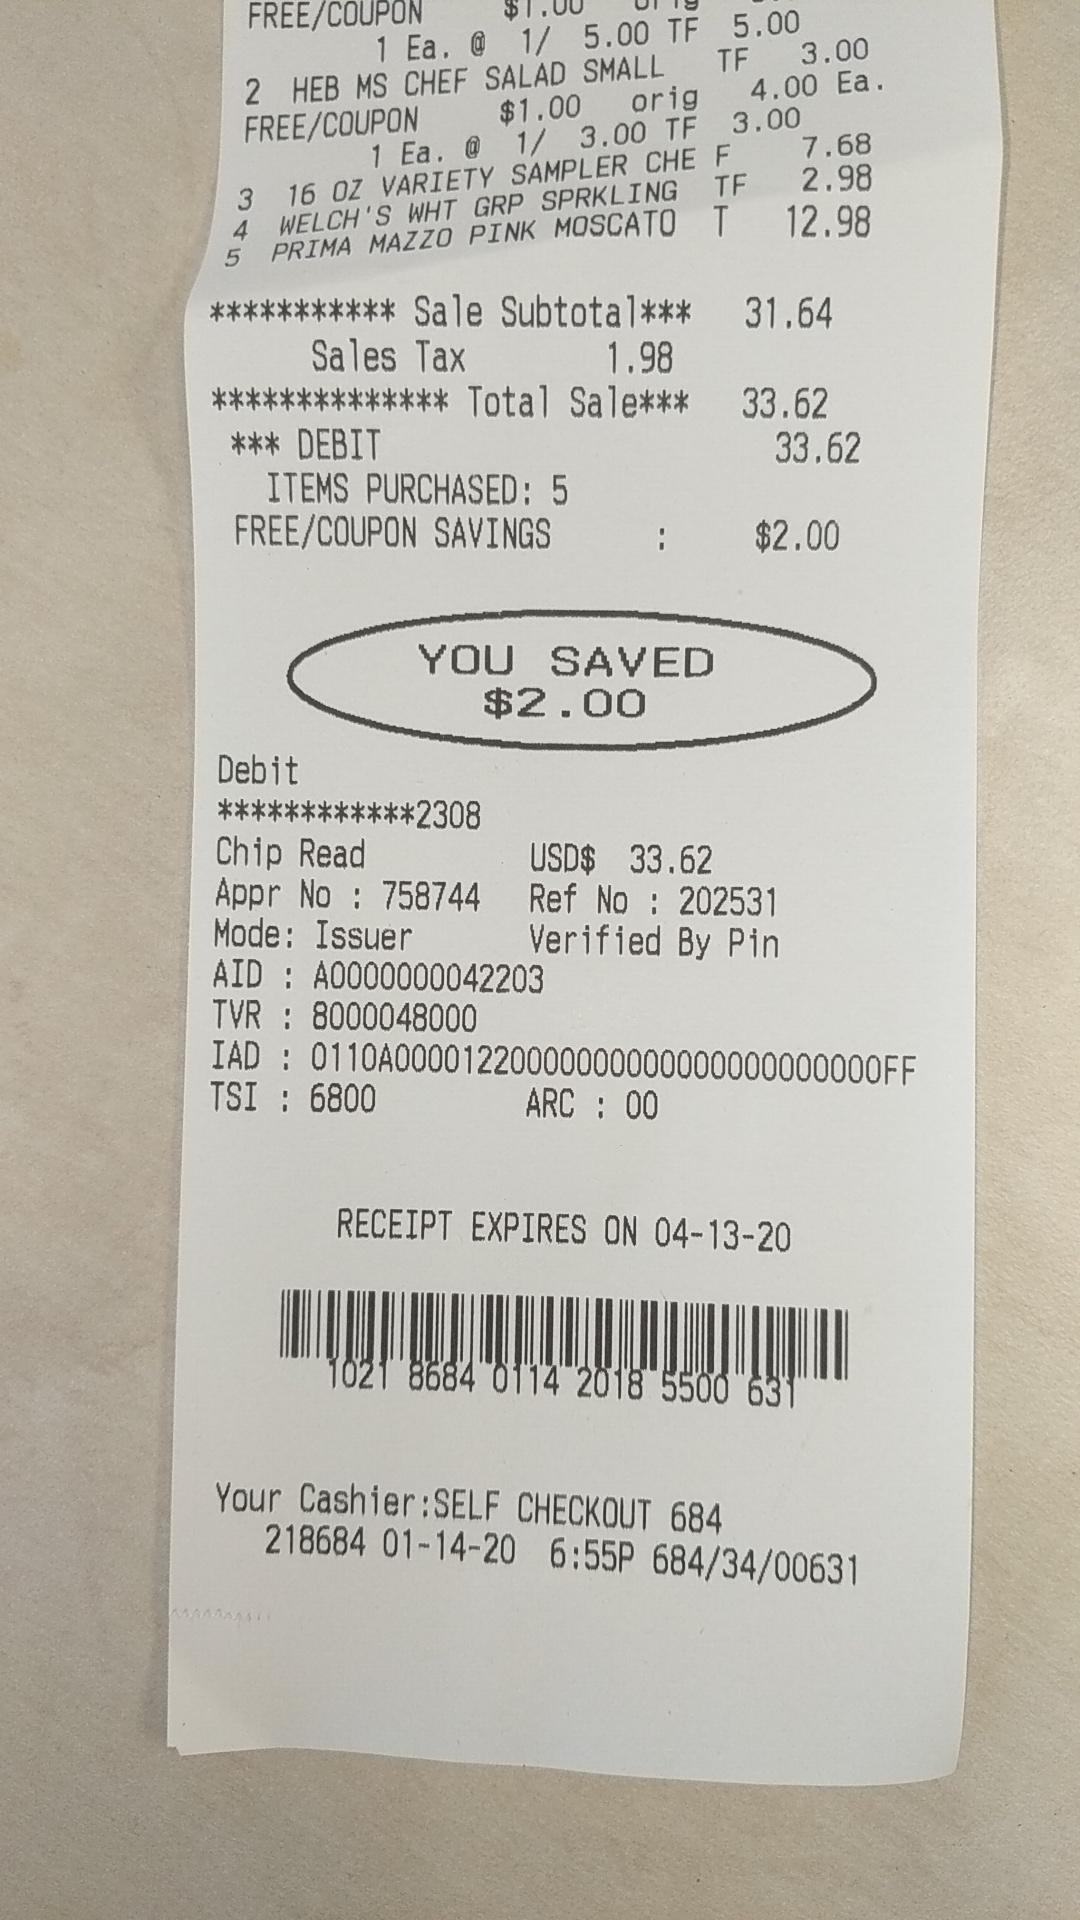 FREE/COUPON $1.00 orig
1 Ea. @ 1/ 5.00 TF 5.00
2 HEB MS CHEF SALAD SMALL TF 3.00
FREE/COUPON $1.00 orig 4.00 Ea.
1 Ea. @ 1/ 3.00 TF 3.00
3 16 OZ VARIETY SAMPLER CHE F 7.68
4 WELCH'S WHT GRP SPRKLING TF 2.98
5 PRIMA MAZZO PINK MOSCATO T 12.98
*********** Sale Subtotal*** 31.64
Sales Tax 1.98
************** Total Sale*** 33.62
*** DEBIT 33.62
ITEMS PURCHASED: 5
FREE/COUPON SAVINGS : $2.00
YOU SAVED
$2.00
Debit
************2308
Chip Read USD$ 33.62
Appr No : 758744 Ref No : 202531
Mode: Issuer Verified By Pin
AID : A0000000042203
TVR : 8000048000
IAD : 0110A00001220000000000000000000000FF
TSI : 6800 ARC : 00
RECEIPT EXPIRES ON 04-13-20
1021 8684 0114 2018 5500 631
Your Cashier:SELF CHECKOUT 684
218684 01-14-20 6:55P 684/34/00631